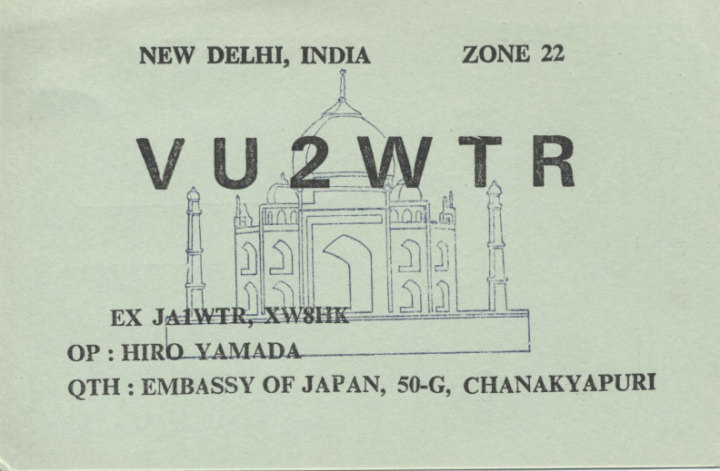 NEW DELHI, INDIA ZONE 22
VU2WTR
EX JA1WTR, XW8HK
OP : HIRO YAMADA
QTH : EMBASSY OF JAPAN, 50-G, CHANAKYAPURI